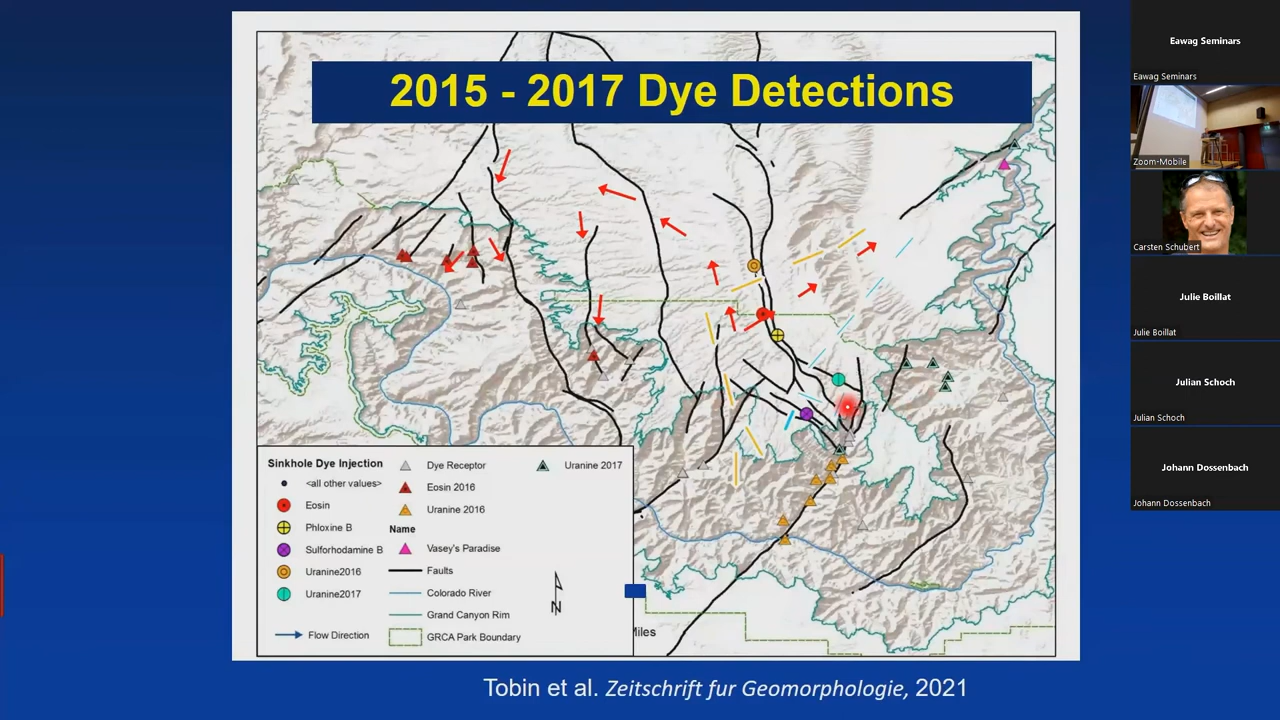 2015 - 2017 Dye Detections
Sinkhole Dye Injection
<all other values>
Eosin
Phloxine B
Sulforhodamine B
Uranine2016
Uranine2017
Flow Direction
Dye Receptor
Eosin 2016
Uranine 2016
Name
Vasey's Paradise
Faults
Colorado River
Grand Canyon Rim
GRCA Park Boundary
Uranine 2017
N
Miles
Tobin et al. Zeitschrift fur Geomorphologie, 2021
Eawag Seminars
Eawag Seminars
Zoom-Mobile
Carsten Schubert
Julie Boillat
Julie Boillat
Julian Schoch
Julian Schoch
Johann Dossenbach
Johann Dossenbach